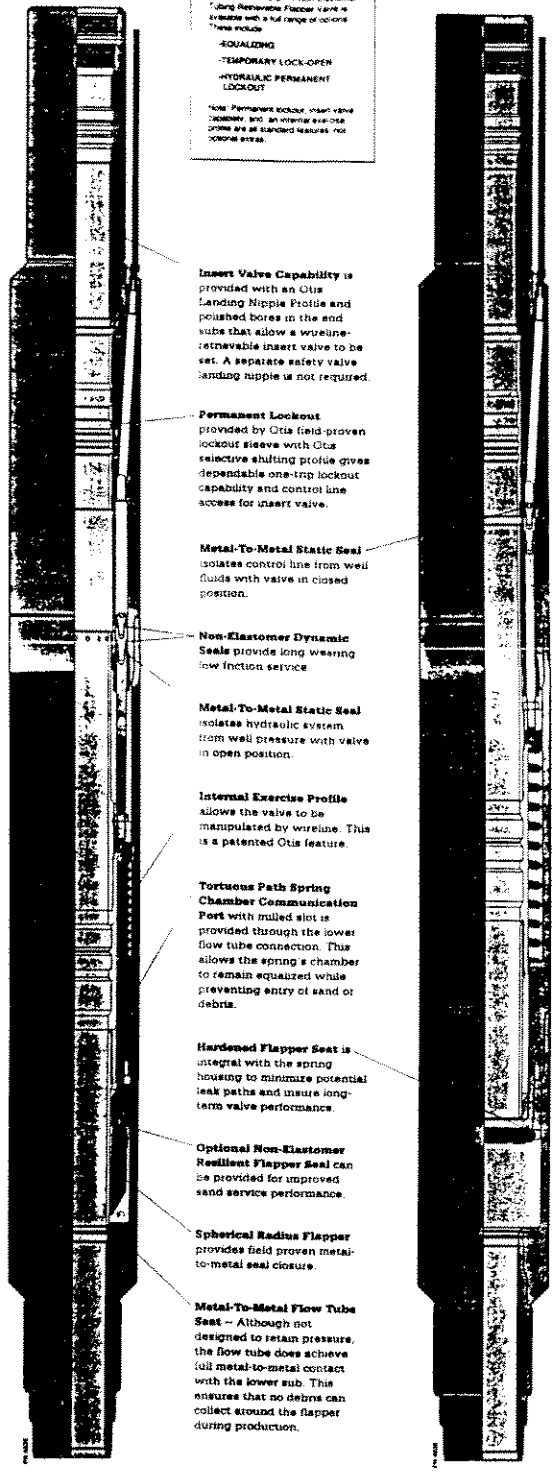 Tubing Retrievable Flapper Valve is
available with a full range of optional
These include
-EQUALIZING
-TEMPORARY LOCK-OPEN
-HYDRAULIC PERMANENT
LOCKOUT
Note: Permanent lockout, insert valve
capability, and an internal exercise
profile are all standard features not
optional extras.
Insert Valve Capability is
provided with an Otis
Landing Nipple Profile and
polished bores in the end
subs that allow a wireline-
retrievable insert valve to be
set. A separate safety valve
landing nipple is not required.
Permanent Lockout
provided by Otis field-proven
lockout sleeve with Otis
selective shifting profile gives
dependable one-trip lockout
capability and control line
access for insert valve.
Metal-To-Metal Static Seal
isolates control line from well
fluids with valve in closed
position.
Non-Elastomer Dynamic
Seals provide long wearing
low friction service
Metal-To-Metal Static Seal
isolates hydraulic system
from well pressure with valve
in open position.
Internal Exercise Profile
allows the valve to be
manipulated by wireline. This
is a patented Otis feature.
Tortuous Path Spring
Chamber Communication
Port with milled slot is
provided through the lower
flow tube connection. This
allows the spring's chamber
to remain equalized while
preventing entry of sand or
debris.
Hardened Flapper Seat is
integral with the spring
housing to minimize potential
leak paths and insure long-
term valve performance.
Optional Non-Elastomer
Resilient Flapper Seal can
be provided for improved
sand service performance.
Spherical Radius Flapper
provides field proven metal-
to-metal seal closure.
Metal-To-Metal Flow Tube
Seat – Although not
designed to retain pressure,
the flow tube does achieve
full metal-to-metal contact
with the lower sub. This
ensures that no debris can
collect around the flapper
during production.